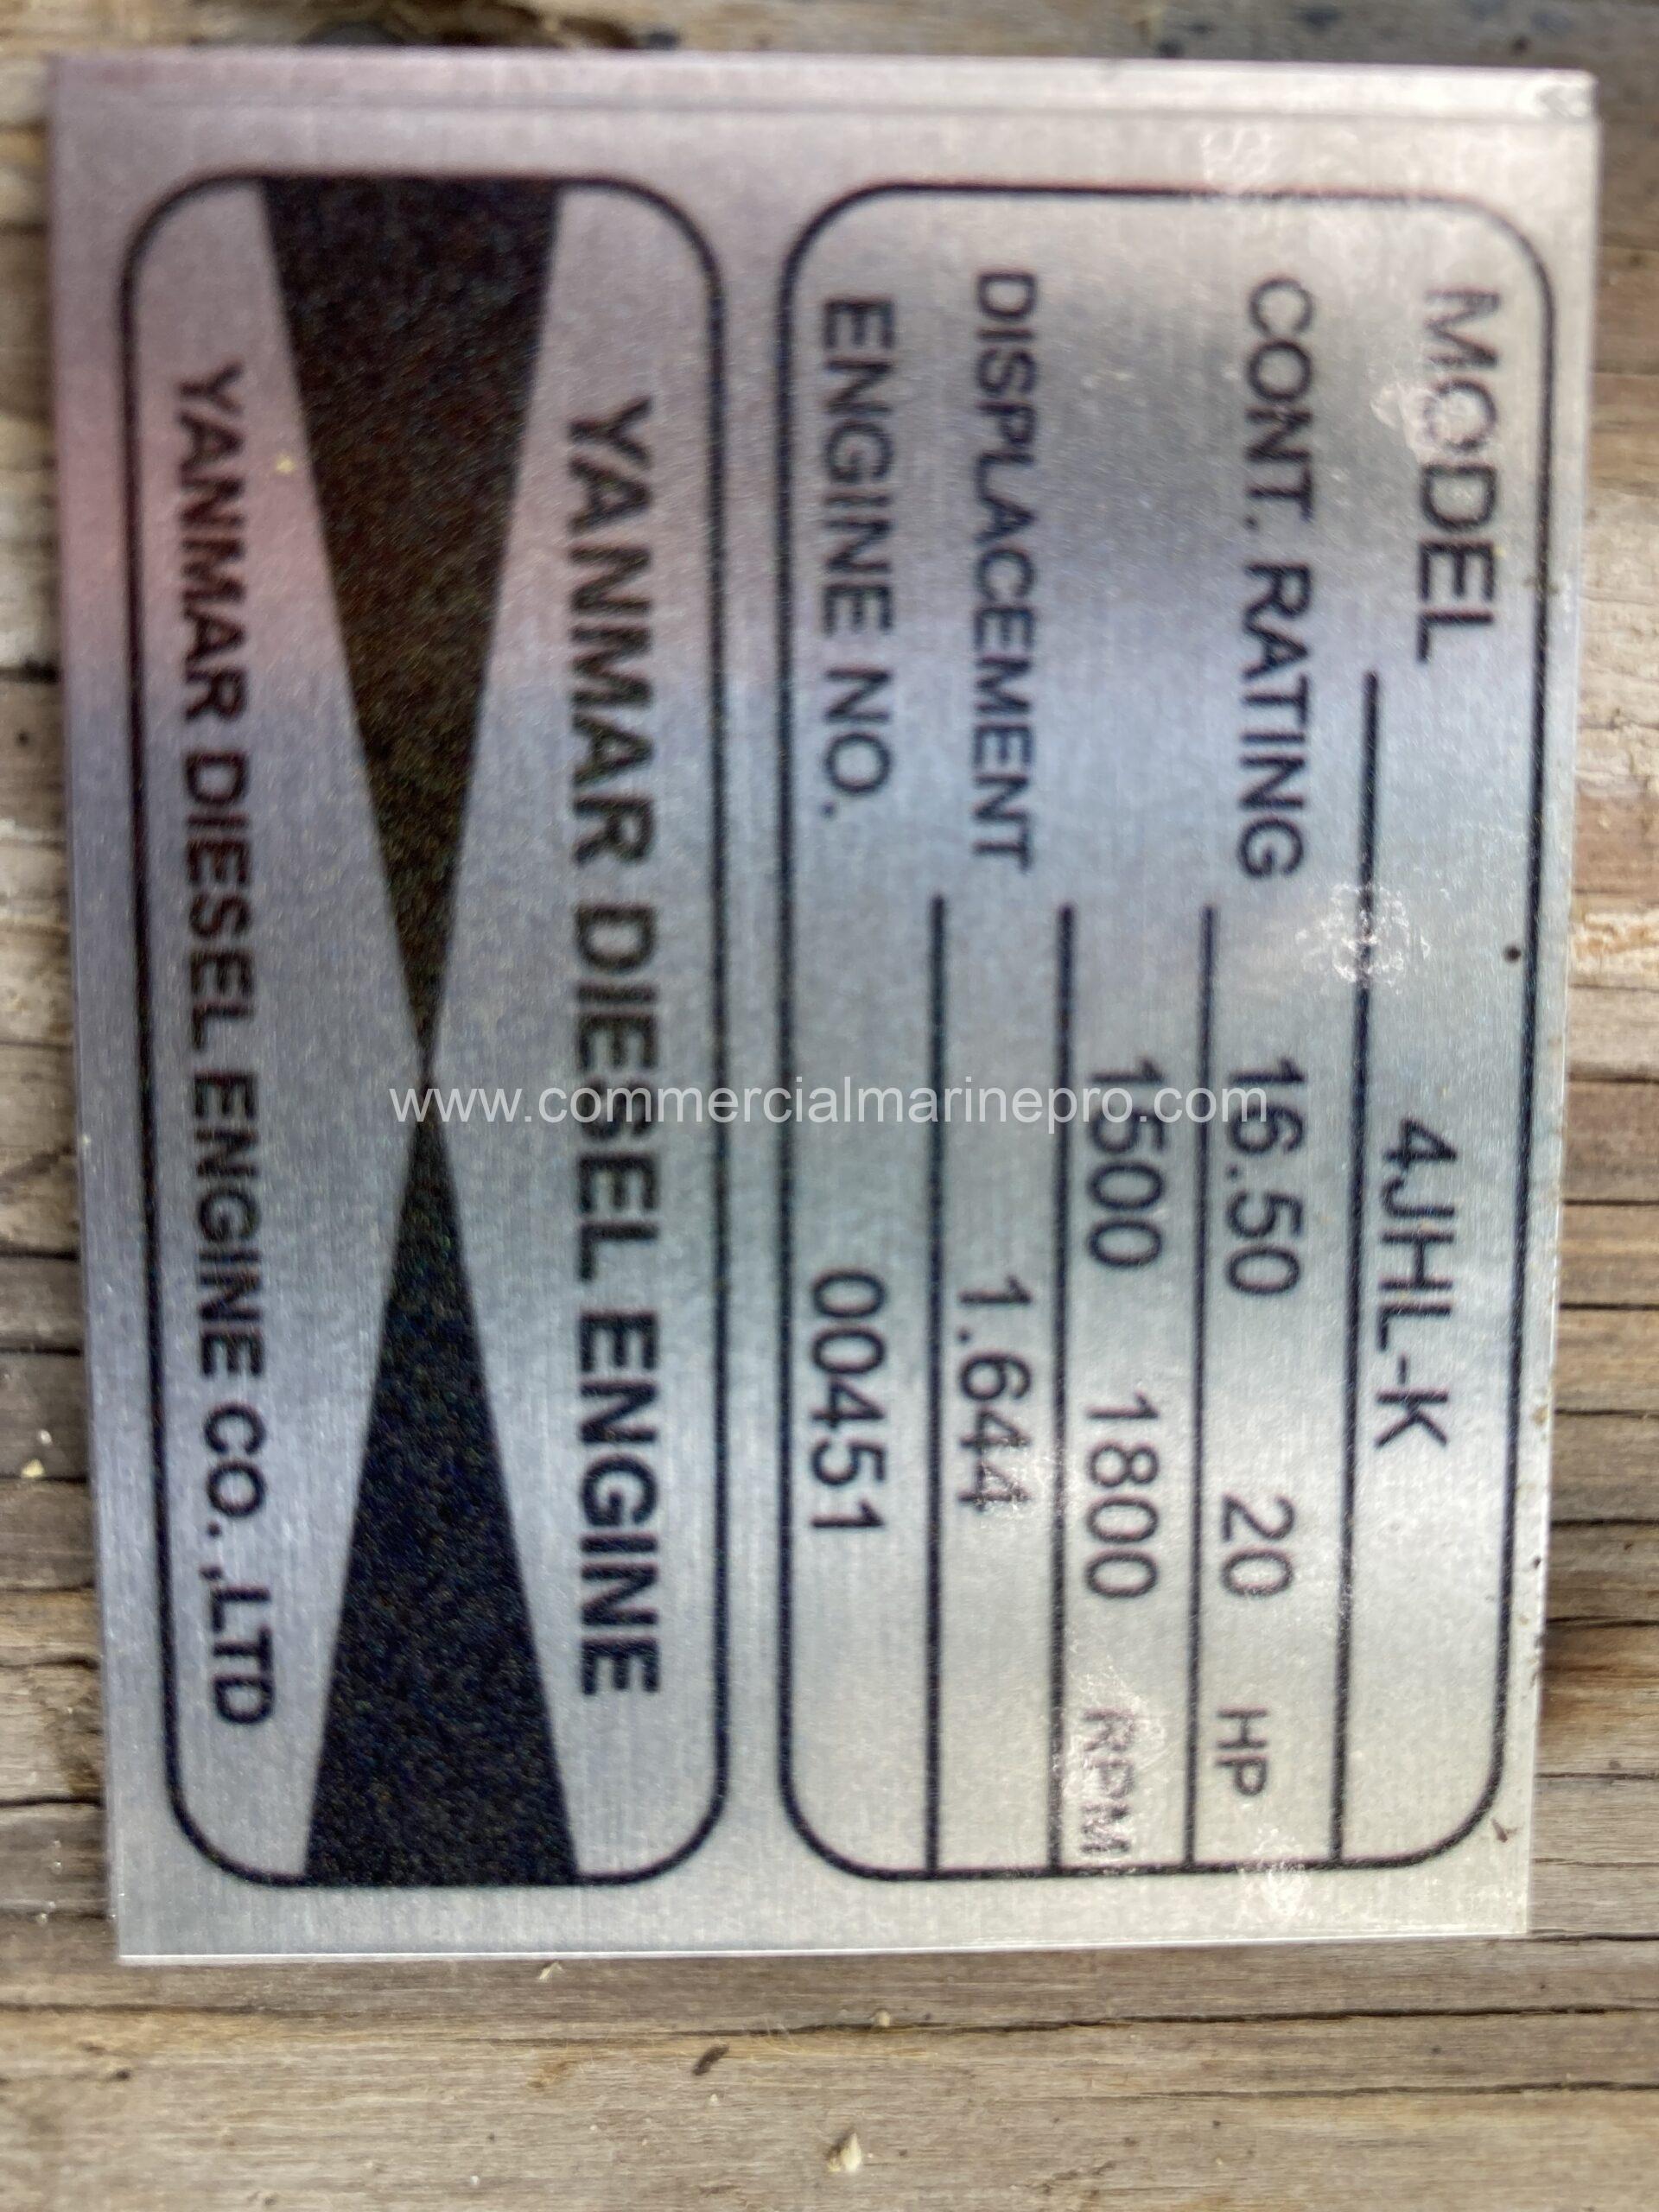 MODEL 4JHL-K
CONT. RATING 16.50 20 HP
1500 1800 RPM
DISPLACEMENT 1.644
ENGINE NO. 00451
YANMAR DIESEL ENGINE
YANMAR DIESEL ENGINE CO.,LTD
www.commercialmarinepro.com